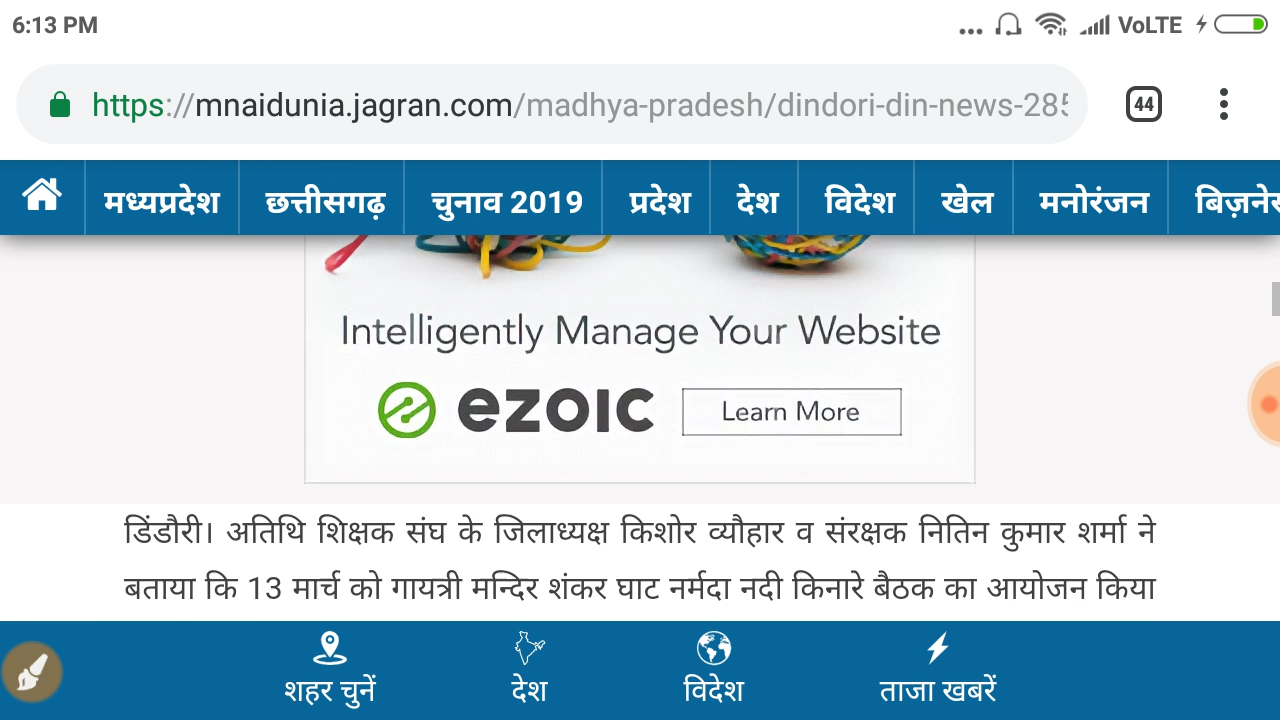 6:13 PM
VoLTE
https://mnaidunia.jagran.com/madhya-pradesh/dindori-din-news-285
44
मध्यप्रदेश छत्तीसगढ़ चुनाव 2019 प्रदेश देश विदेश खेल मनोरंजन बिज़नेस
Intelligently Manage Your Website
ezoic Learn More
डिंडौरी। अतिथि शिक्षक संघ के जिलाध्यक्ष किशोर व्यौहार व संरक्षक नितिन कुमार शर्मा ने
बताया कि 13 मार्च को गायत्री मन्दिर शंकर घाट नर्मदा नदी किनारे बैठक का आयोजन किया
शहर चुनें देश विदेश ताजा खबरें